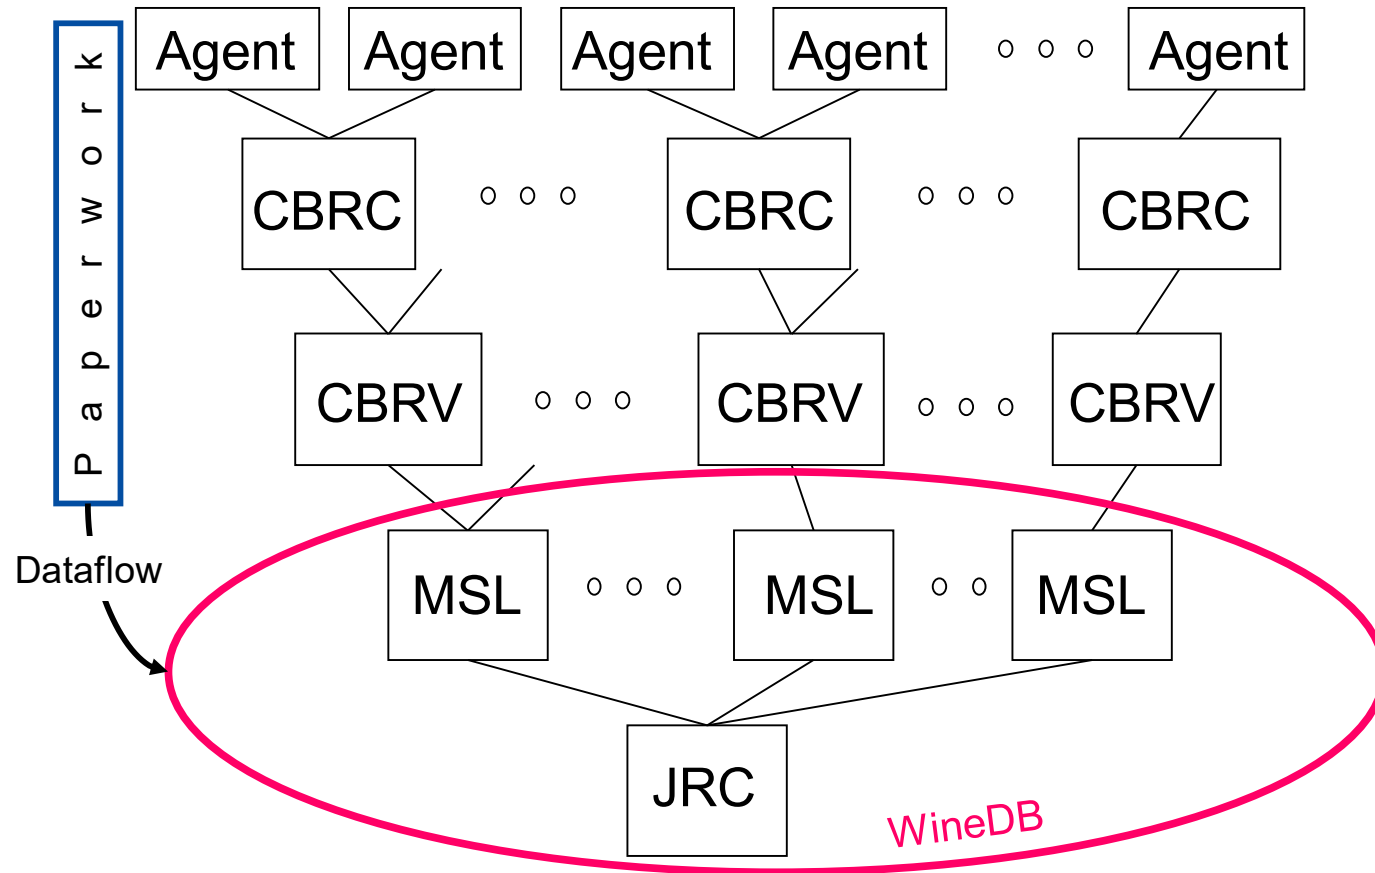 Paperwork
Agent Agent Agent Agent Agent
CBRC CBRC CBRC
CBRV CBRV CBRV
Dataflow
MSL MSL MSL
JRC
WineDB